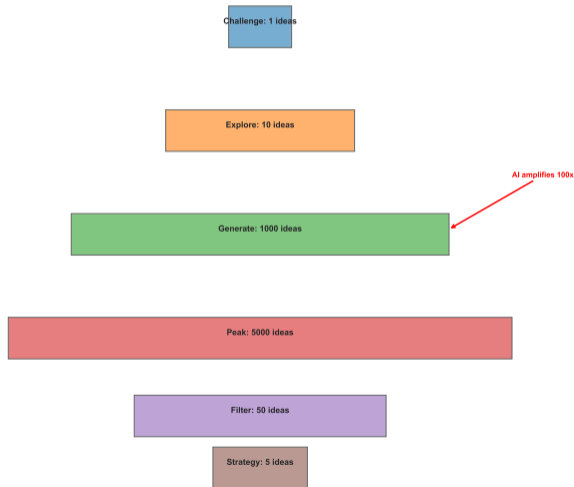 Challenge: 1 ideas
Explore: 10 ideas
AI amplifies 100x
Generate: 1000 ideas
Peak: 5000 ideas
Filter: 50 ideas
Strategy: 5 ideas